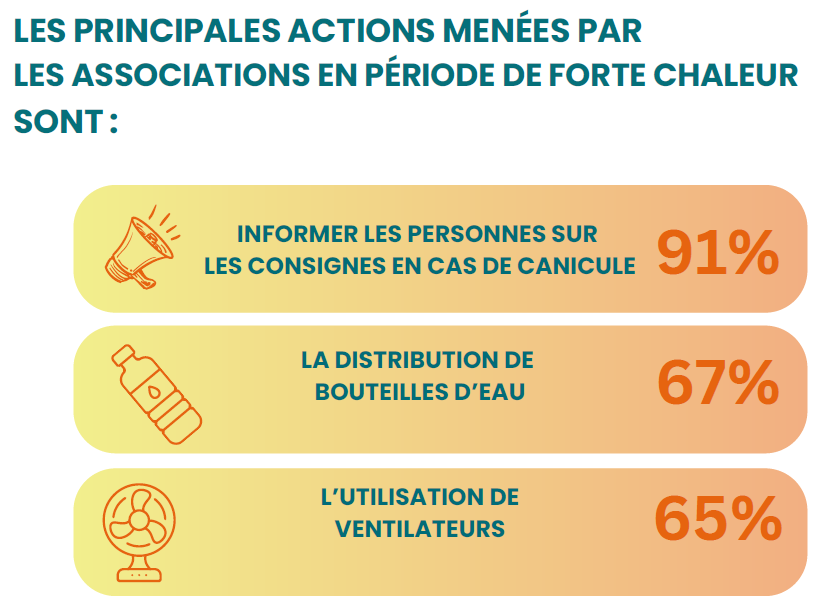 LES PRINCIPALES ACTIONS MENÉES PAR
LES ASSOCIATIONS EN PÉRIODE DE FORTE CHALEUR
SONT :
INFORMER LES PERSONNES SUR
LES CONSIGNES EN CAS DE CANICULE
91%
LA DISTRIBUTION DE
BOUTEILLES D’EAU
67%
L’UTILISATION DE
VENTILATEURS
65%